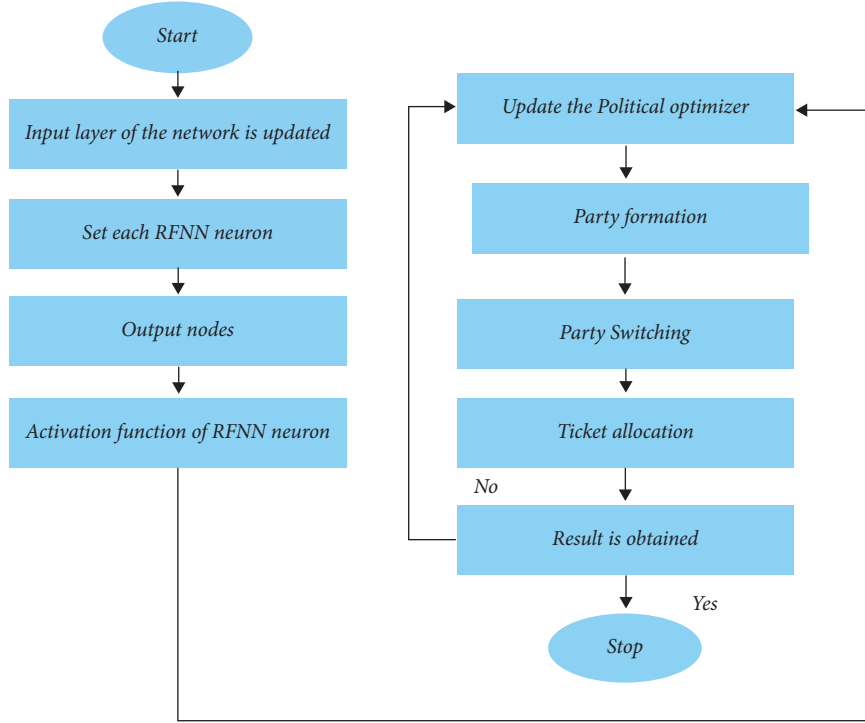 Start
Input layer of the network is updated
Set each RFNN neuron
Output nodes
Activation function of RFNN neuron
Update the Political optimizer
Party formation
Party Switching
Ticket allocation
No
Result is obtained
Yes
Stop